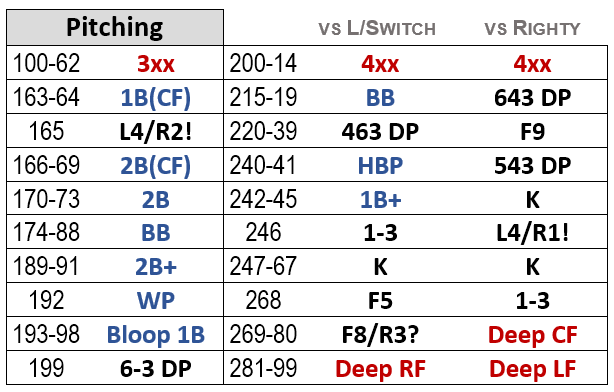 Pitching vs L/Switch vs Righty
100-62 3xx 200-14 4xx 4xx
163-64 1B(CF) 215-19 BB 643 DP
165 L4/R2! 220-39 463 DP F9
166-69 2B(CF) 240-41 HBP 543 DP
170-73 2B 242-45 1B+ K
174-88 BB 246 1-3 L4/R1!
189-91 2B+ 247-67 K K
192 WP 268 F5 1-3
193-98 Bloop 1B 269-80 F8/R3? Deep CF
199 6-3 DP 281-99 Deep RF Deep LF